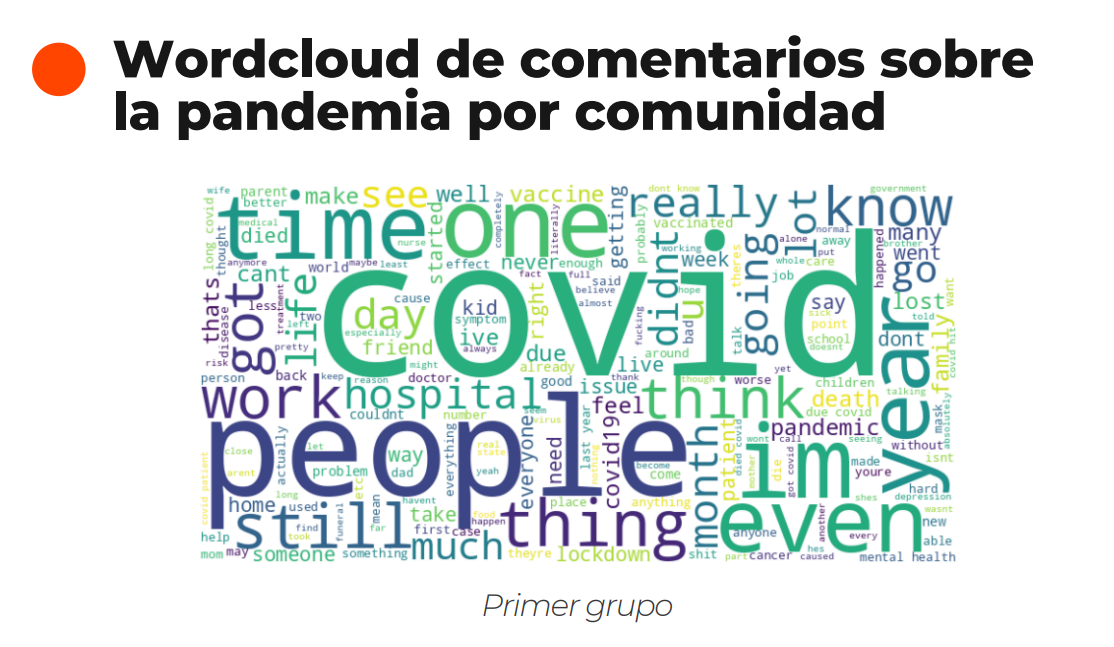 Wordcloud de comentarios sobre
la pandemia por comunidad
wife
parent
better
make
see
well
completely
vaccine
getting
dont know
really
lot
government
know
long covid
thought
medical
died
time
nurse
started
one
literally
probably
vaccinated
normal
alone
put
away
happened
brother
many
anymore
cant
world
maybe
least
effect
never
enough
didnt
working
week
theres
going
whole
care
went
go
thats
disease
less
got
treatment
two
left
life
cause
day
especially
friend
covid
kid
symptom
ive
always
fact
full
right
said
believe
almost
fucking
hope
u
bad
talk
job
say
sick
point
school
doesnt
lost
told
dont
want
family
covid hit
risk
person
pretty
back
keep
reason
might
doctor
due
already
good
live
thank
around
issue
though
worse
yet
children
talking
year
work
hospital
couldnt
number
seem
virus
feel
think
death
due covid
mask
absolutely
people
actually
let
close
arent
problem
way
dad
etc
everything
real
state
yeah
everyone
need
last year
nothing
covid19
become
come
month
patient
died covid
wont
mother
im
die
call
got covid
pandemic
seeing
made
youre
without
isnt
covid patient
home
long
used
havent
mean
funeral
find
took
far
take
first
case
food
happen
place
anything
thing
shes
hard
depression
even
another
wasnt
new
still
help
mom
may
someone
something
much
theyre
lockdown
shit
part
anyone
cancer
hes
caused
every
able
mental health
Primer grupo